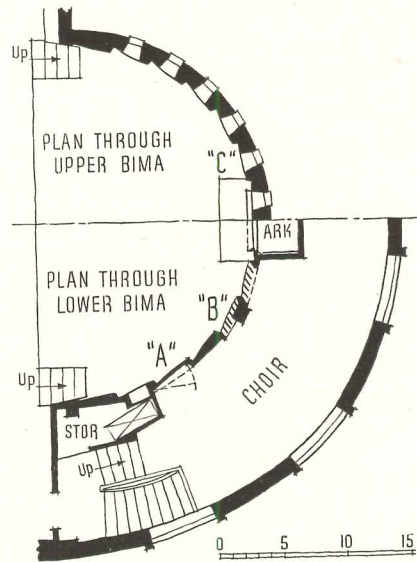 Up
PLAN THROUGH
UPPER BIMA
"C"
ARK
PLAN THROUGH
LOWER BIMA
"B"
"A"
Up
CHOIR
STOR
Up
0 5 10 15